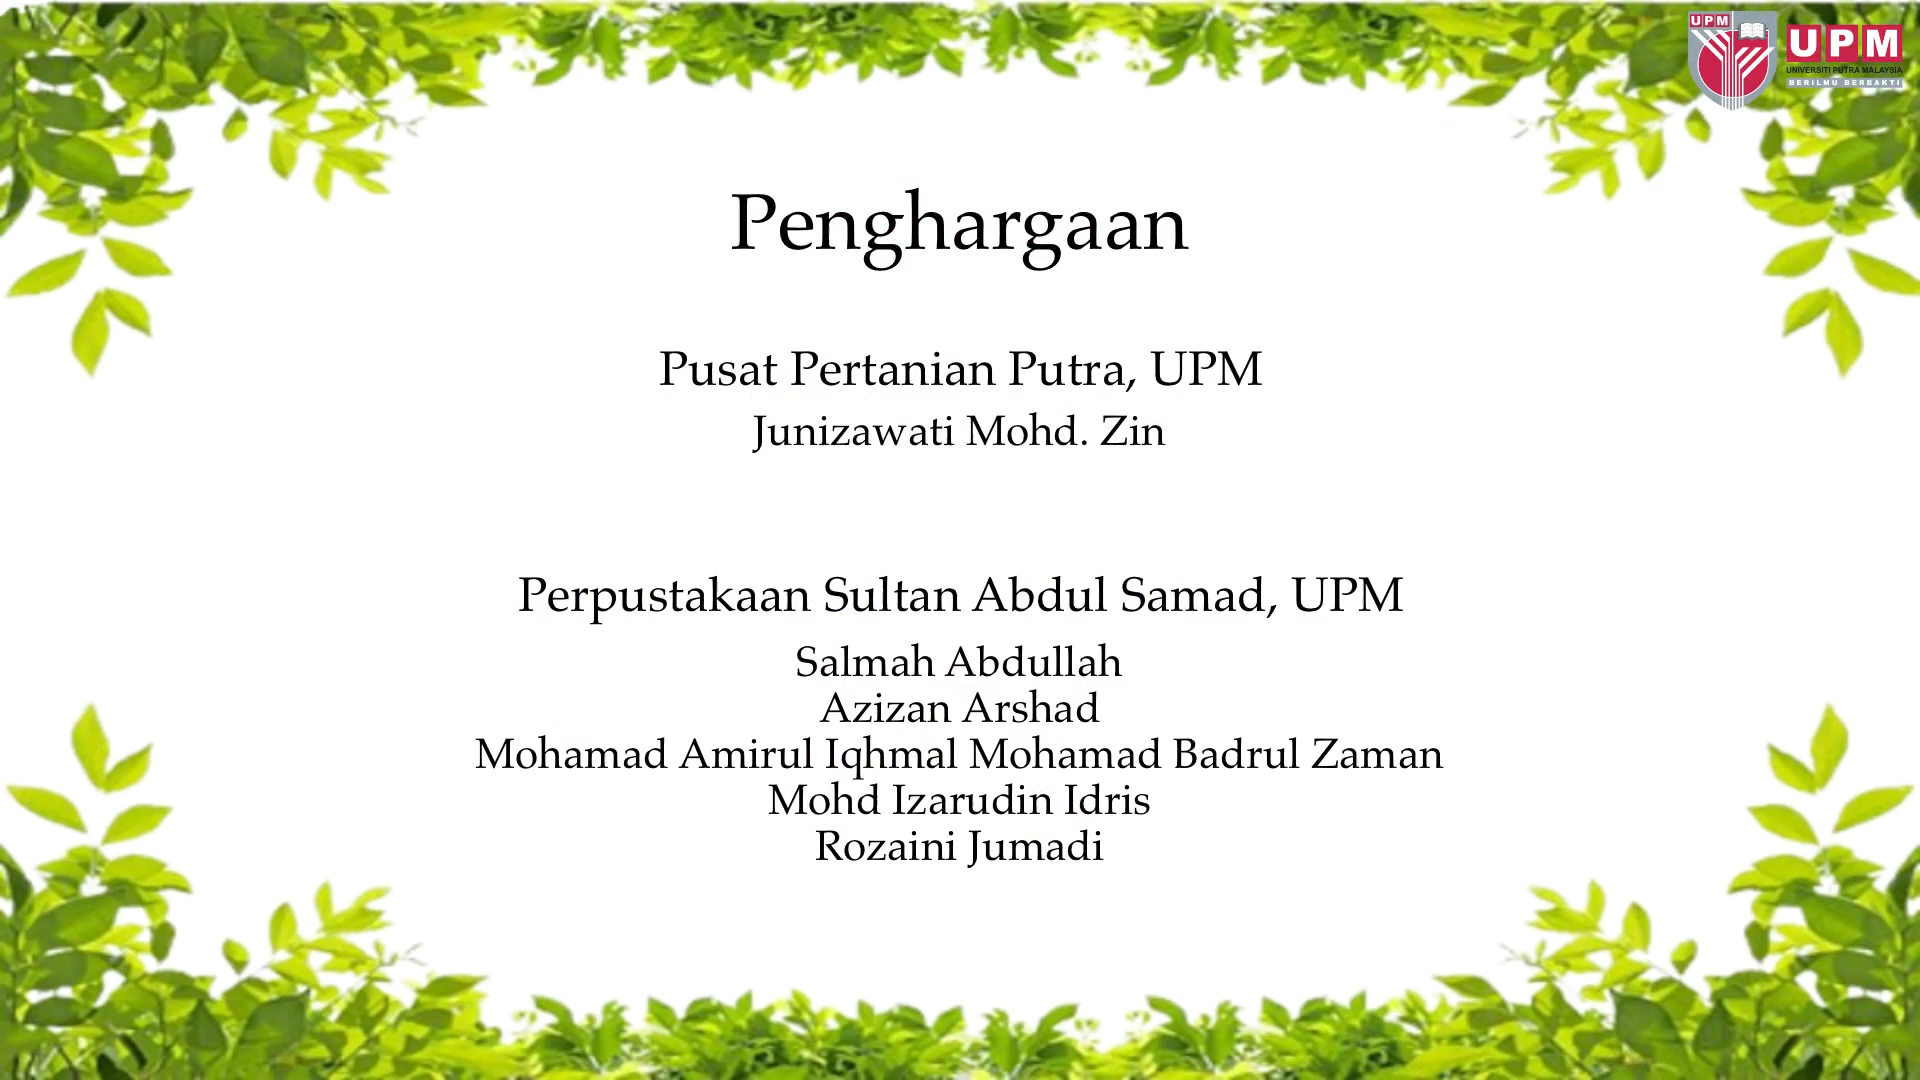 UPM
UPM
UNIVERSITI PUTRA MALAYSIA
BERILMU BERBAKTI
Penghargaan
Pusat Pertanian Putra, UPM
Junizawati Mohd. Zin
Perpustakaan Sultan Abdul Samad, UPM
Salmah Abdullah
Azizan Arshad
Mohamad Amirul Iqhmal Mohamad Badrul Zaman
Mohd Izarudin Idris
Rozaini Jumadi